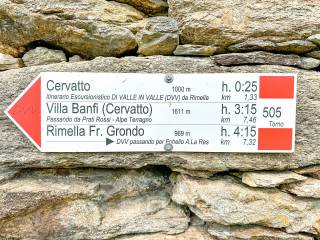 Cervatto 1000 m h. 0:25
Itinerario Escursionistico DI VALLE IN VALLE (DVV) da Rimella km 1,33
Villa Banfi (Cervatto) 1611 m h. 3:15
Passando da Prati Rossi - Alpe Tarragno km 7,46
505
Torno
Rimella Fr. Grondo 969 m h. 4:15
DVV passando per A.La Res km 7,32